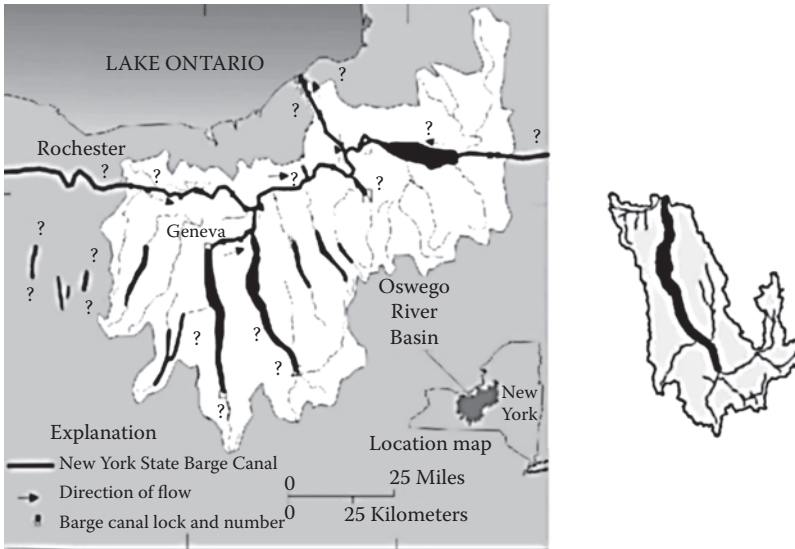 LAKE ONTARIO
?
?
?
?
Rochester
?
?
?
?
Geneva
?
?
?
?
?
?
?
?
?
Oswego
River
Basin
New
York
Location map
Explanation
New York State Barge Canal
Direction of flow
Barge canal lock and number
0
25 Miles
0
25 Kilometers